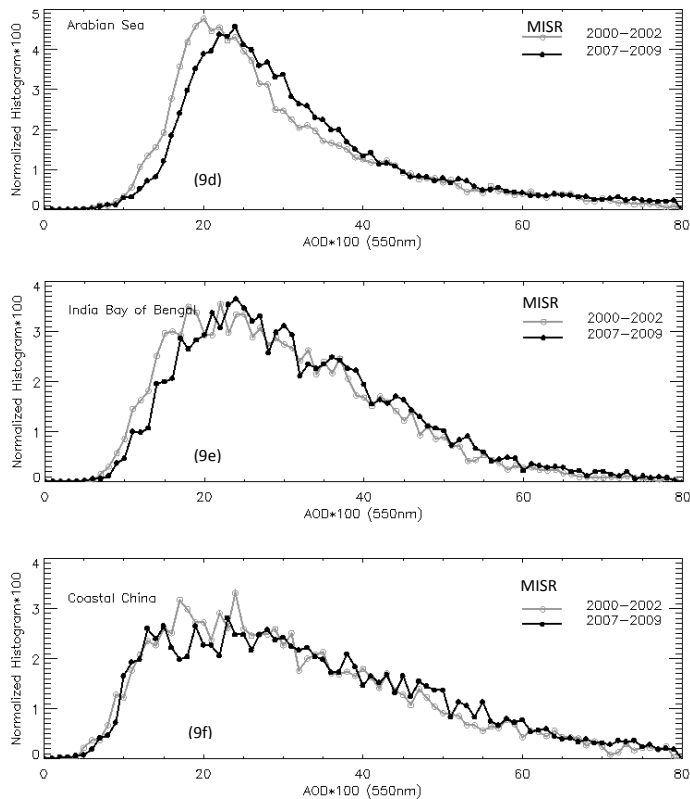 Arabian Sea
MISR
2000-2002
2007-2009
Normalized Histogram*100
5
4
3
2
1
0
(9d)
0 20 40 60 80
AOD*100 (550nm)
India Bay of Bengal
MISR
2000-2002
2007-2009
Normalized Histogram*100
4
3
2
1
0
(9e)
0 20 40 60 80
AOD*100 (550nm)
Coastal China
MISR
2000-2002
2007-2009
Normalized Histogram*100
4
3
2
1
0
(9f)
0 20 40 60 80
AOD*100 (550nm)